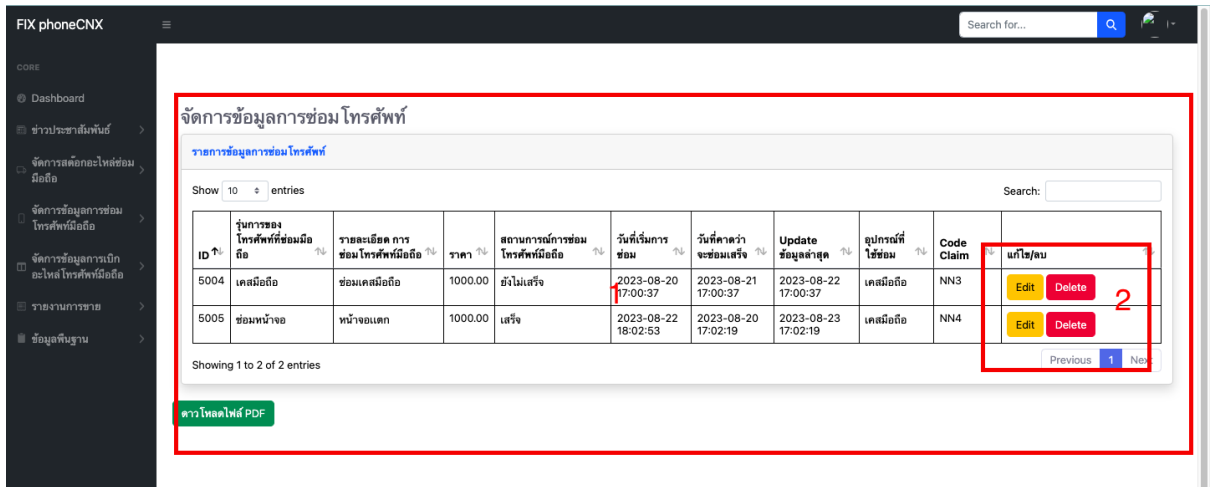 FIX phoneCNX
Search for...
CORE
Dashboard
ข่าวประชาสัมพันธ์
จัดการสต๊อกอะไหล่ซ่อม
มือถือ
จัดการข้อมูลการซ่อม
โทรศัพท์มือถือ
จัดการข้อมูลการเบิก
อะไหล่โทรศัพท์มือถือ
รายงานการขาย
ข้อมูลพื้นฐาน
จัดการข้อมูลการซ่อมโทรศัพท์
รายการข้อมูลการซ่อมโทรศัพท์
Show 10 entries
Search:
ID
รุ่นการของ
โทรศัพท์ที่ซ่อมมือ
ถือ
รายละเอียด การ
ซ่อมโทรศัพท์มือถือ
ราคา
สถานการณ์การซ่อม
โทรศัพท์มือถือ
วันที่เริ่มการ
ซ่อม
วันที่คาดว่า
จะซ่อมเสร็จ
Update
ข้อมูลล่าสุด
อุปกรณ์ที่
ใช้ซ่อม
Code
Claim
แก้ไข/ลบ
5004 เคสมือถือ ซ่อมเคสมือถือ 1000.00 ยังไม่เสร็จ 2023-08-20 2023-08-21 2023-08-22 เคสมือถือ NN3 Edit Delete
17:00:37 17:00:37 17:00:37
1
2
5005 ซ่อมหน้าจอ หน้าจอแตก 1000.00 เสร็จ 2023-08-22 2023-08-20 2023-08-23 เคสมือถือ NN4 Edit Delete
18:02:53 17:02:19 17:02:19
Showing 1 to 2 of 2 entries
Previous 1 Next
ดาวโหลดไฟล์ PDF